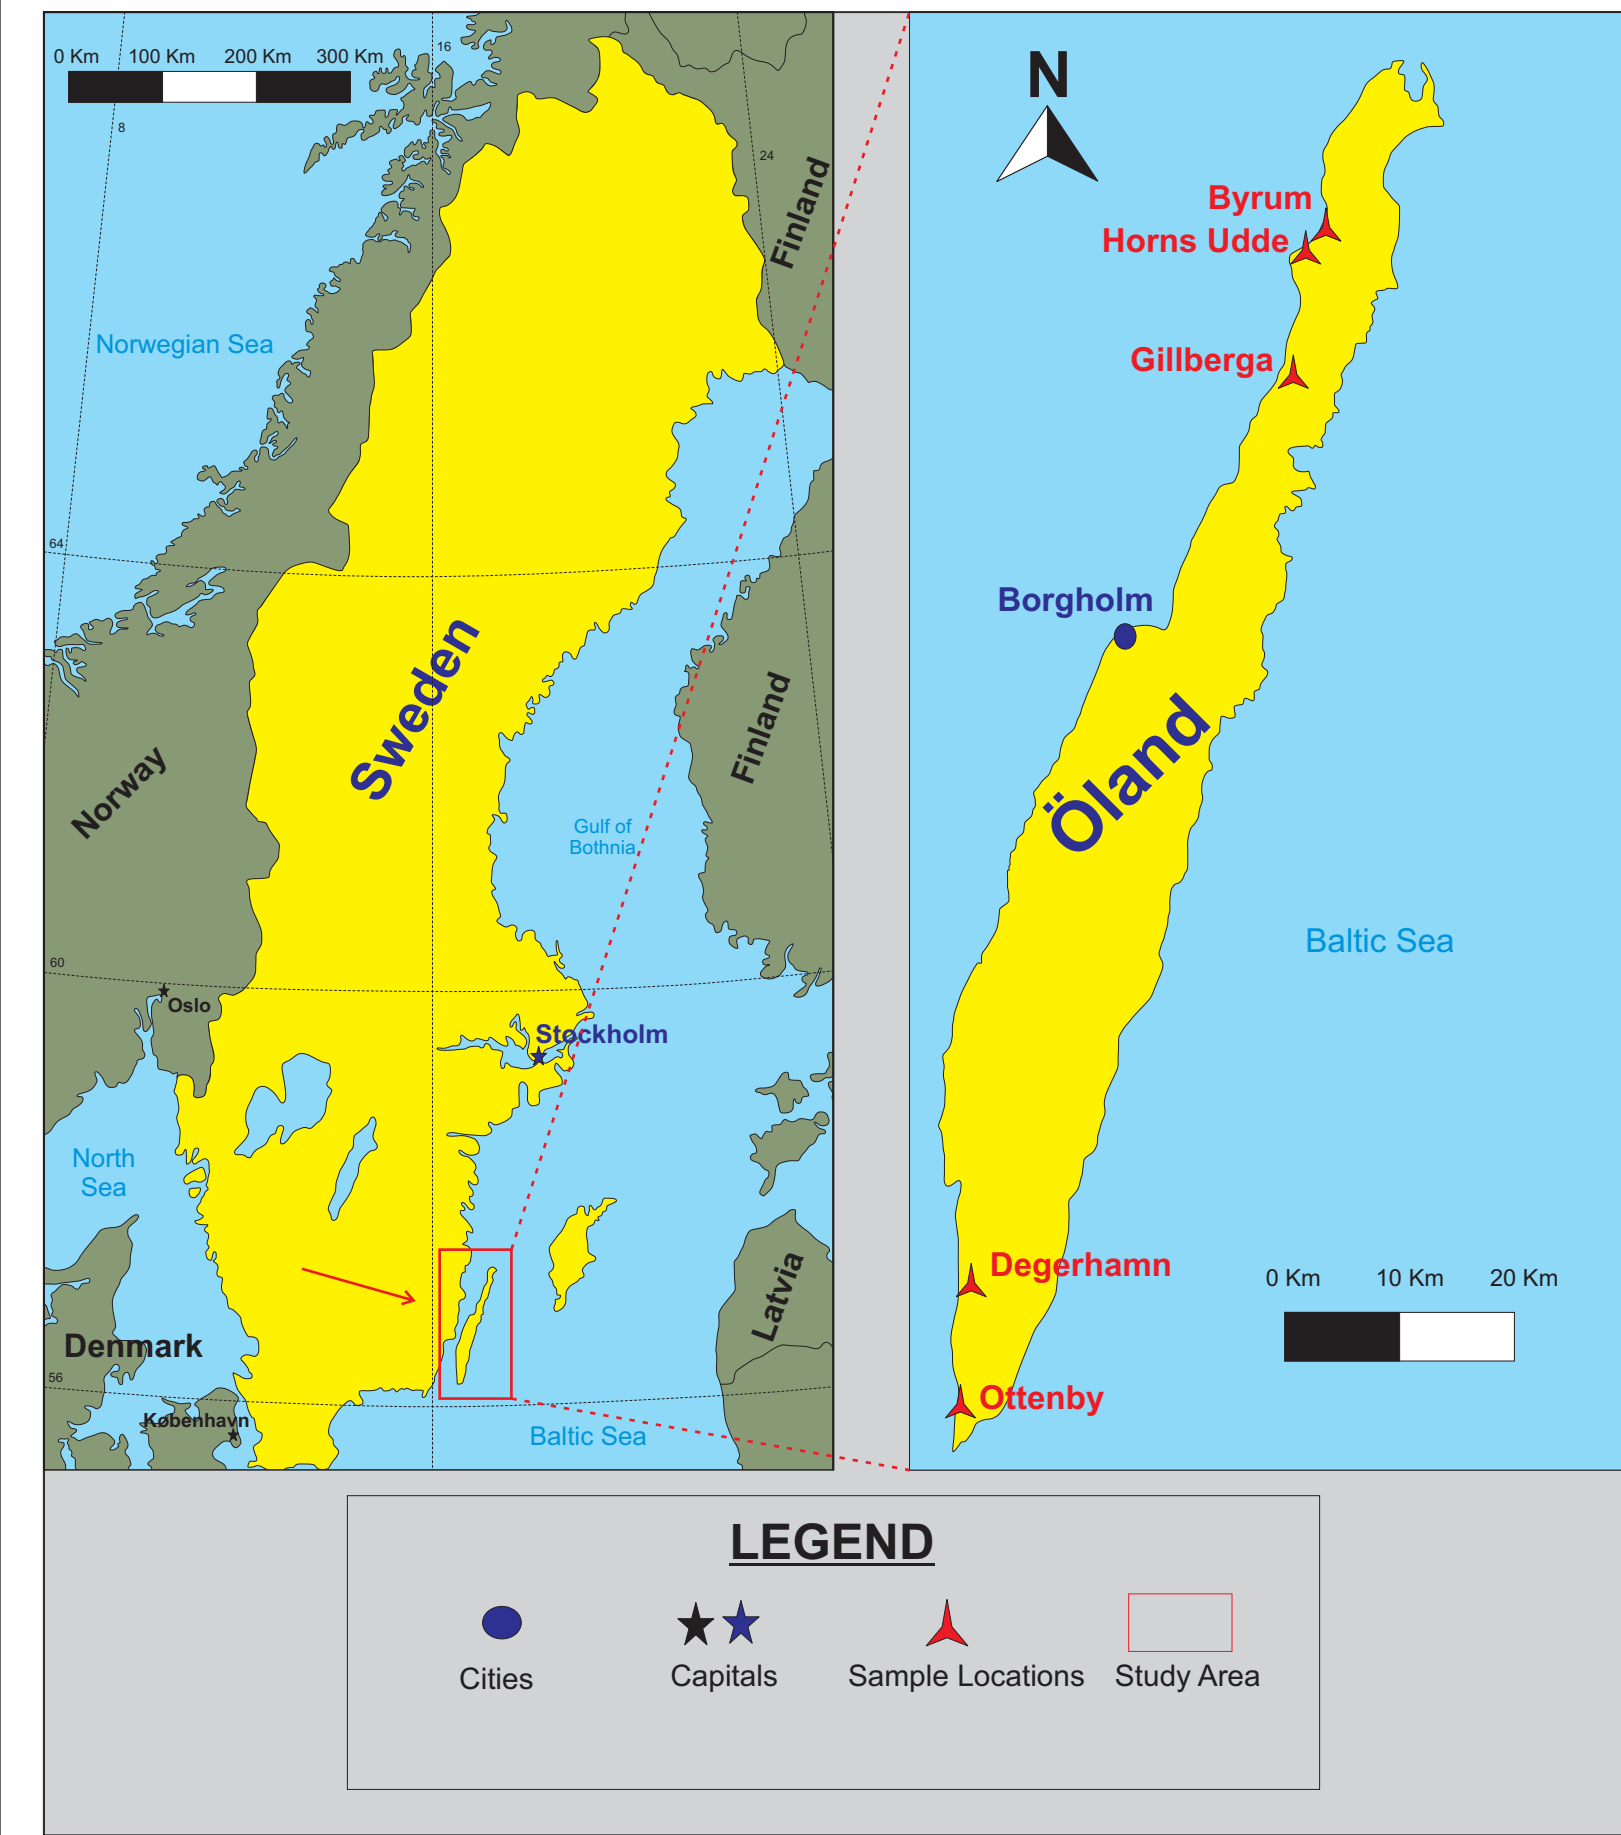 0 Km 100 Km 200 Km 300 Km
16
8
24
Finland
Norwegian Sea
64
Sweden
Norway
Finland
Gulf of
Bothnia
60
Oslo
Stockholm
North
Sea
Latvia
Denmark
56
København
Baltic Sea
N
Byrum
Horns Udde
Gillberga
Borgholm
Öland
Baltic Sea
Degerhamn
0 Km 10 Km 20 Km
Ottenby
LEGEND
Cities Capitals Sample Locations Study Area